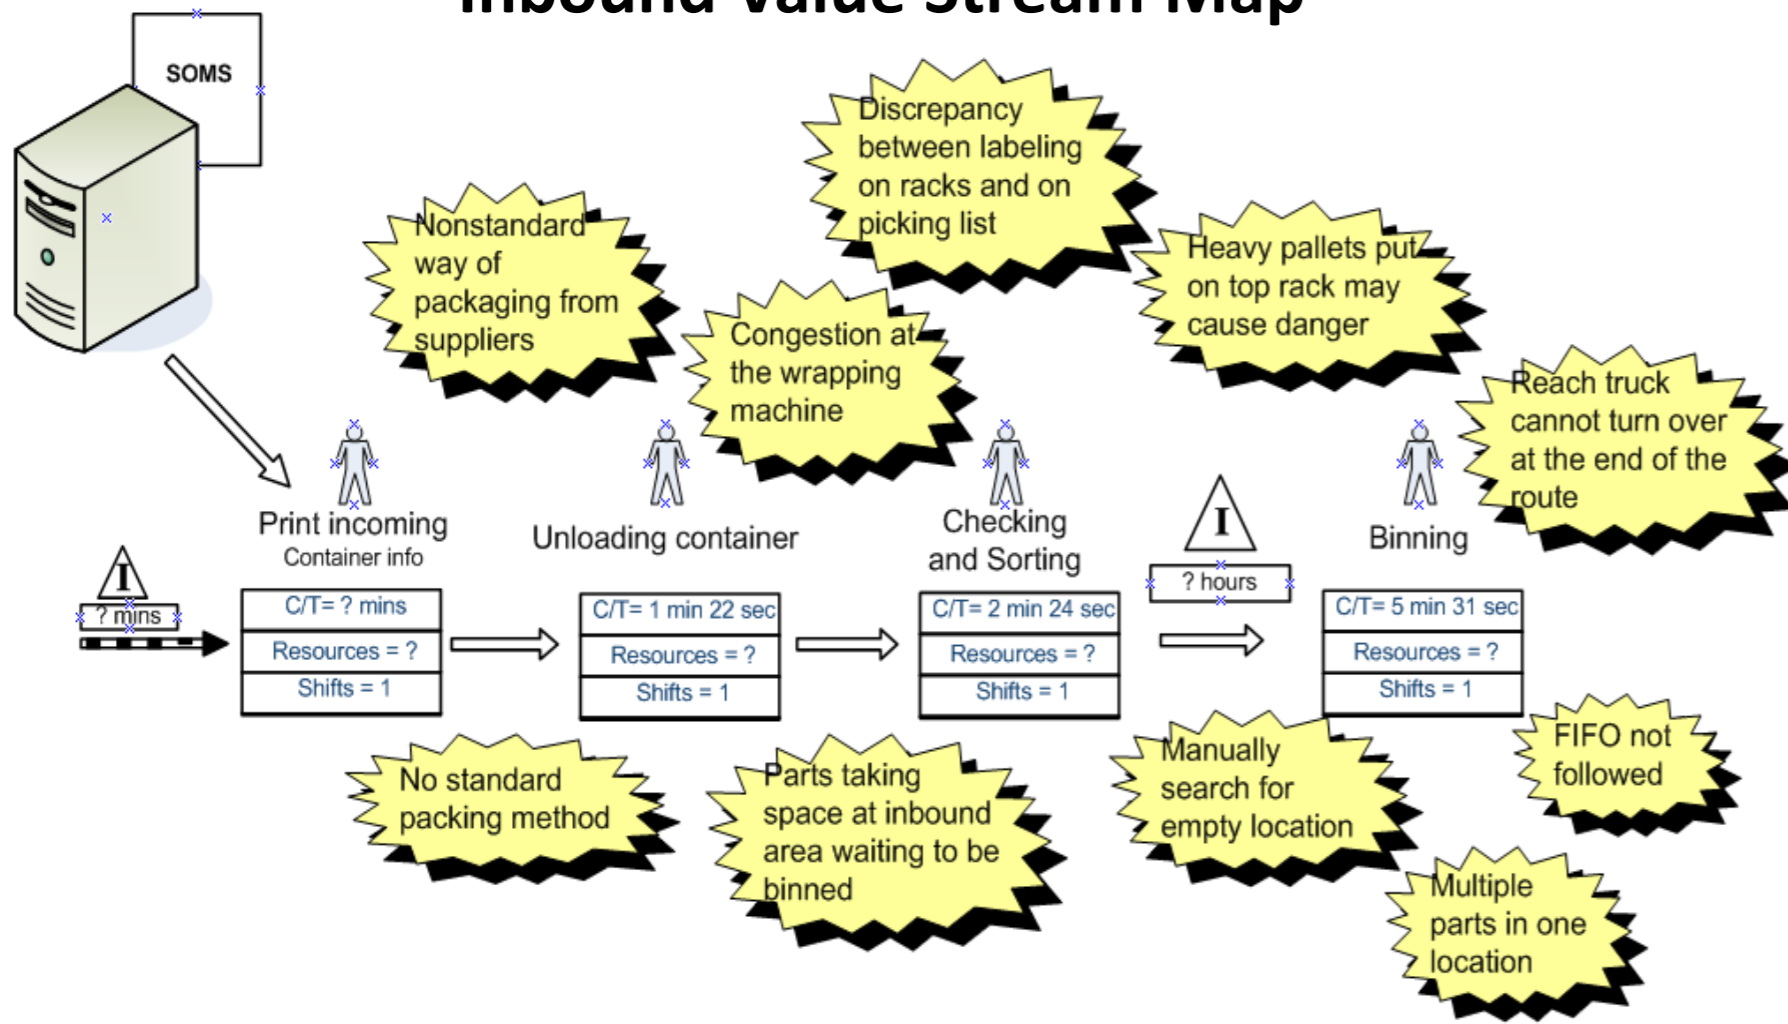 Inbound Value Stream Map
SOMS
Discrepancy
between labeling
on racks and on
picking list
Nonstandard
way of
packaging from
suppliers
Heavy pallets put
on top rack may
cause danger
Congestion at
the wrapping
machine
Reach truck
cannot turn over
at the end of the
route
Print incoming
Container info
Unloading container
Checking
and Sorting
Binning
I
? mins
I
? hours
C/T= ? mins
Resources = ?
Shifts = 1
C/T= 1 min 22 sec
Resources = ?
Shifts = 1
C/T= 2 min 24 sec
Resources = ?
Shifts = 1
C/T= 5 min 31 sec
Resources = ?
Shifts = 1
No standard
packing method
Parts taking
space at inbound
area waiting to be
binned
Manually
search for
empty location
FIFO not
followed
Multiple
parts in one
location